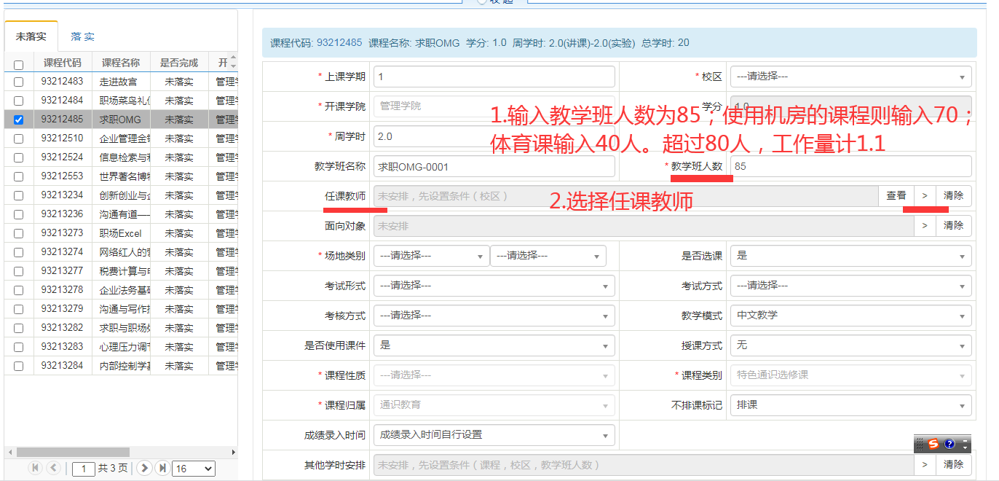 收 起
未落实 落 实
课程代码 课程名称 是否完成 开
93212483 走进故宫 未落实 管理学
93212484 职场菜鸟礼仪 未落实 管理学
93212485 求职OMG 未落实 管理学
93212510 企业管理金 未落实 管理学
93212524 信息检索与 未落实 管理学
93212553 世界著名博物 未落实 管理学
93213234 创新创业与企 未落实 管理学
93213236 沟通有道— 未落实 管理学
93213273 职场Excel 未落实 管理学
93213274 网络红人的 未落实 管理学
93213277 税费计算与 未落实 管理学
93213278 企业法务基础 未落实 管理学
93213279 沟通与写作 未落实 管理学
93213282 求职与职场 未落实 管理学
93213283 心理压力调节 未落实 管理学
93213284 内部控制学 未落实 管理学
1 共 3 页 16
课程代码: 93212485 课程名称: 求职OMG 学分: 1.0 周学时: 2.0(讲课)-2.0(实验) 总学时: 20
* 上课学期 1 * 校区 ---请选择---
* 开课学院 管理学院 学分 1.0
1.输入教学班人数为85；使用机房的课程则输入70；
体育课输入40人。超过80人，工作量计1.1
* 周学时 2.0
教学班名称 求职OMG-0001 * 教学班人数 85
任课教师 未安排，先设置条件（校区） 查看 > 清除
2.选择任课教师
面向对象 未安排 > 清除
* 场地类别 ---请选择--- ---请选择--- 是否选课 是
考试形式 ---请选择--- 考试方式 ---请选择---
考核方式 ---请选择--- 教学模式 中文教学
是否使用课件 是 授课方式 无
* 课程性质 ---请选择--- * 课程类别 特色通识选修课
* 课程归属 通识教育 不排课标记 排课
成绩录入时间 成绩录入时间自行设置
其他学时安排 未安排，先设置条件（课程，校区，教学班人数） > 清除